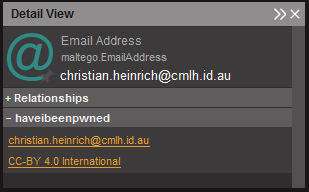 Detail View
@
Email Address
maltego.EmailAddress
christian.heinrich@cmlh.id.au
+ Relationships
– haveibeenpwned
christian.heinrich@cmlh.id.au
CC-BY 4.0 International